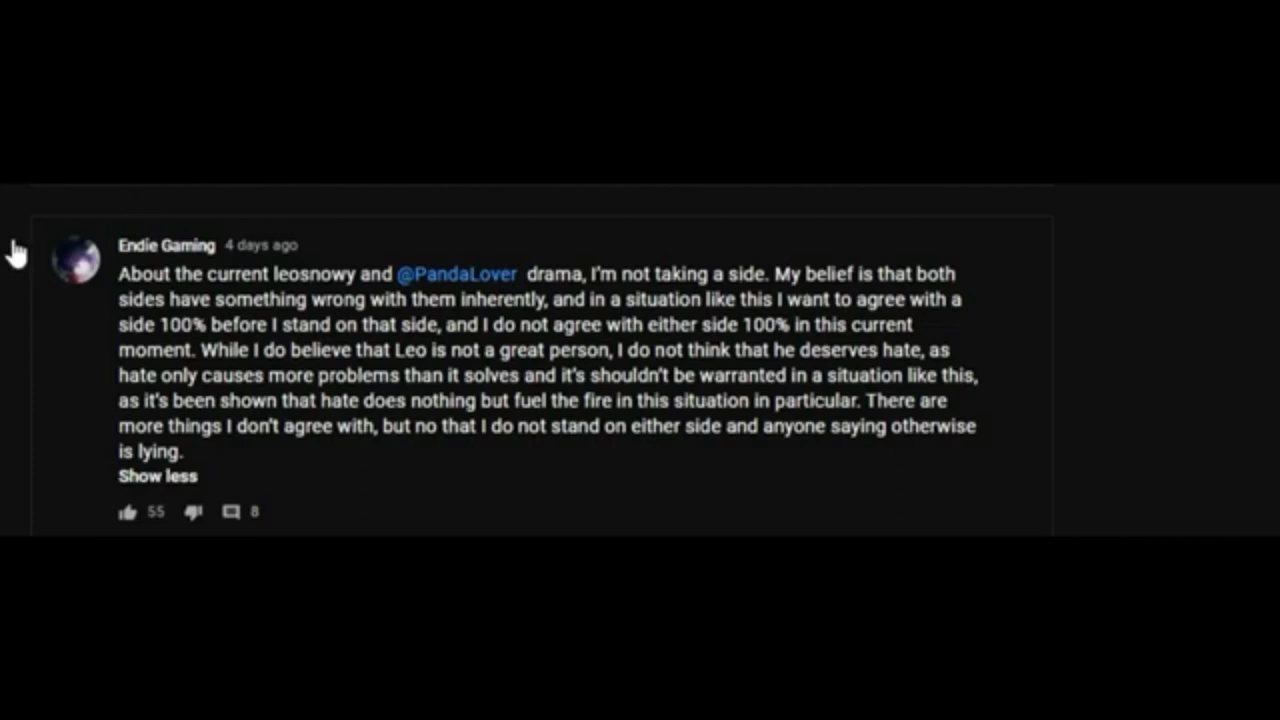 Endie Gaming 4 days ago
About the current leosnowy and @PandaLover drama, I'm not taking a side. My belief is that both
sides have something wrong with them inherently, and in a situation like this I want to agree with a
side 100% before I stand on that side, and I do not agree with either side 100% in this current
moment. While I do believe that Leo is not a great person, I do not think that he deserves hate, as
hate only causes more problems than it solves and it's shouldn't be warranted in a situation like this,
as it's been shown that hate does nothing but fuel the fire in this situation in particular. There are
more things I don't agree with, but no that I do not stand on either side and anyone saying otherwise
is lying.
Show less
55 8